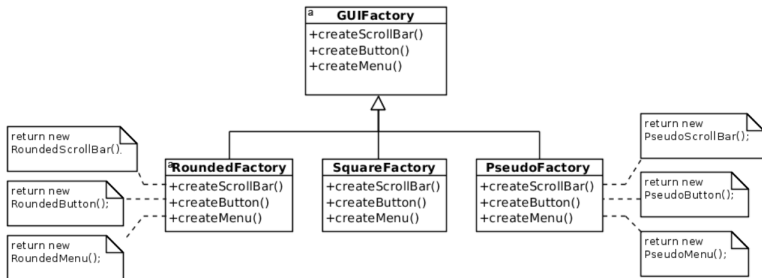 a
GUIFactory
+createScrollBar()
+createButton()
+createMenu()
return new
RoundedScrollBar().
return new
RoundedButton();
return new
RoundedMenu();
a
RoundedFactory
+createScrollBar()
+createButton()
+createMenu()
SquareFactory
+createScrollBar()
+createButton()
+createMenu()
PseudoFactory
+createScrollBar()
+createButton()
+createMenu()
return new
PseudoScrollBar;
return new
PseudoButton();
return new
PseudoMenu();